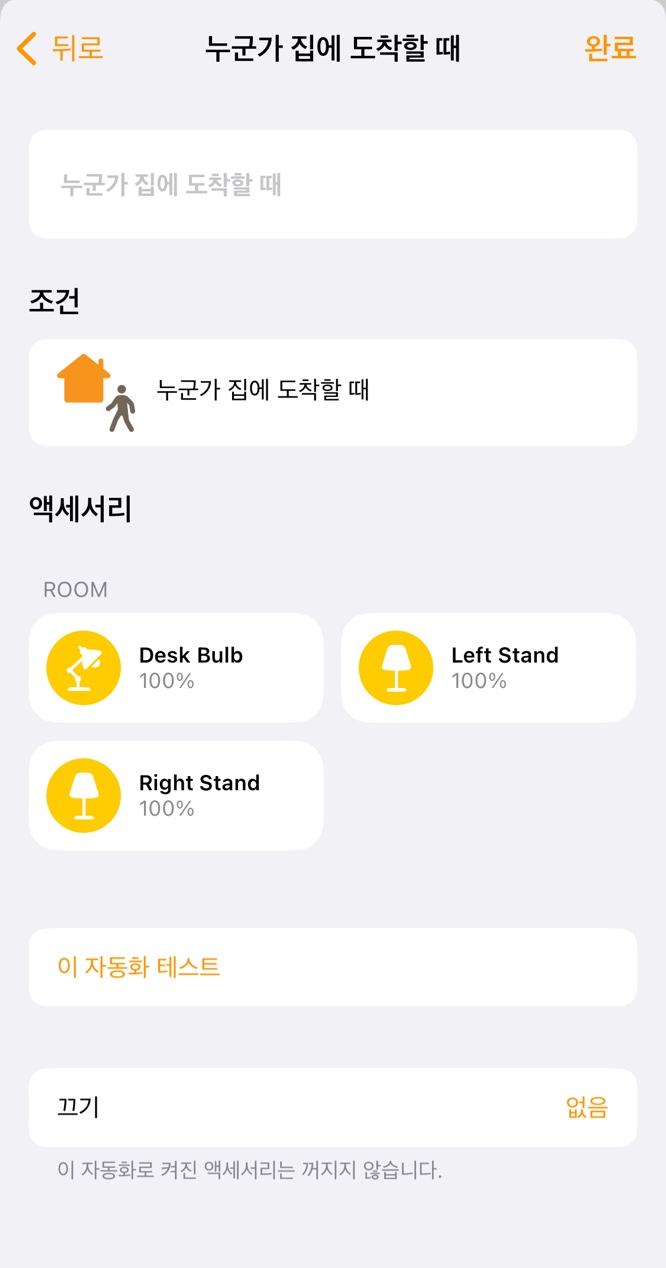 뒤로
누군가 집에 도착할 때
완료
누군가 집에 도착할 때
조건
누군가 집에 도착할 때
액세서리
ROOM
Desk Bulb
100%
Left Stand
100%
Right Stand
100%
이 자동화 테스트
끄기
없음
이 자동화로 켜진 액세서리는 꺼지지 않습니다.